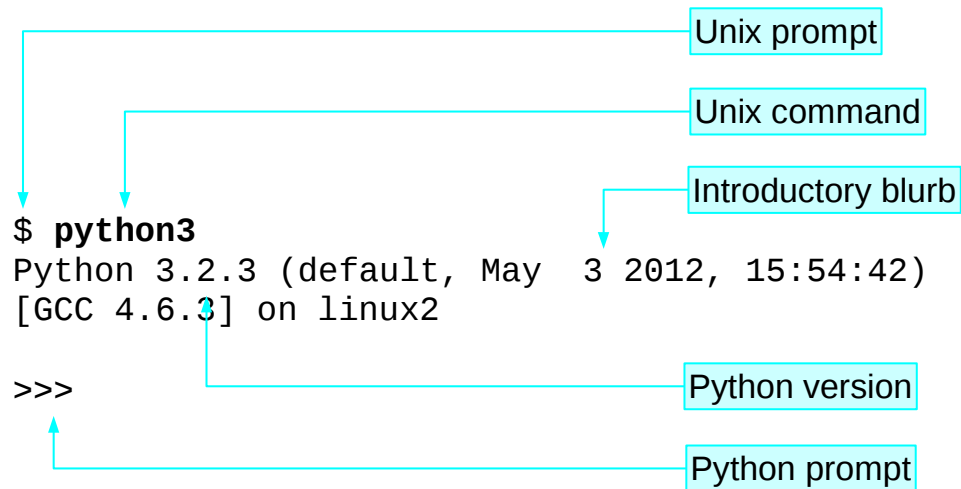 Unix prompt
Unix command
Introductory blurb
$ python3
Python 3.2.3 (default, May  3 2012, 15:54:42)
[GCC 4.6.3] on linux2
>>>
Python version
Python prompt